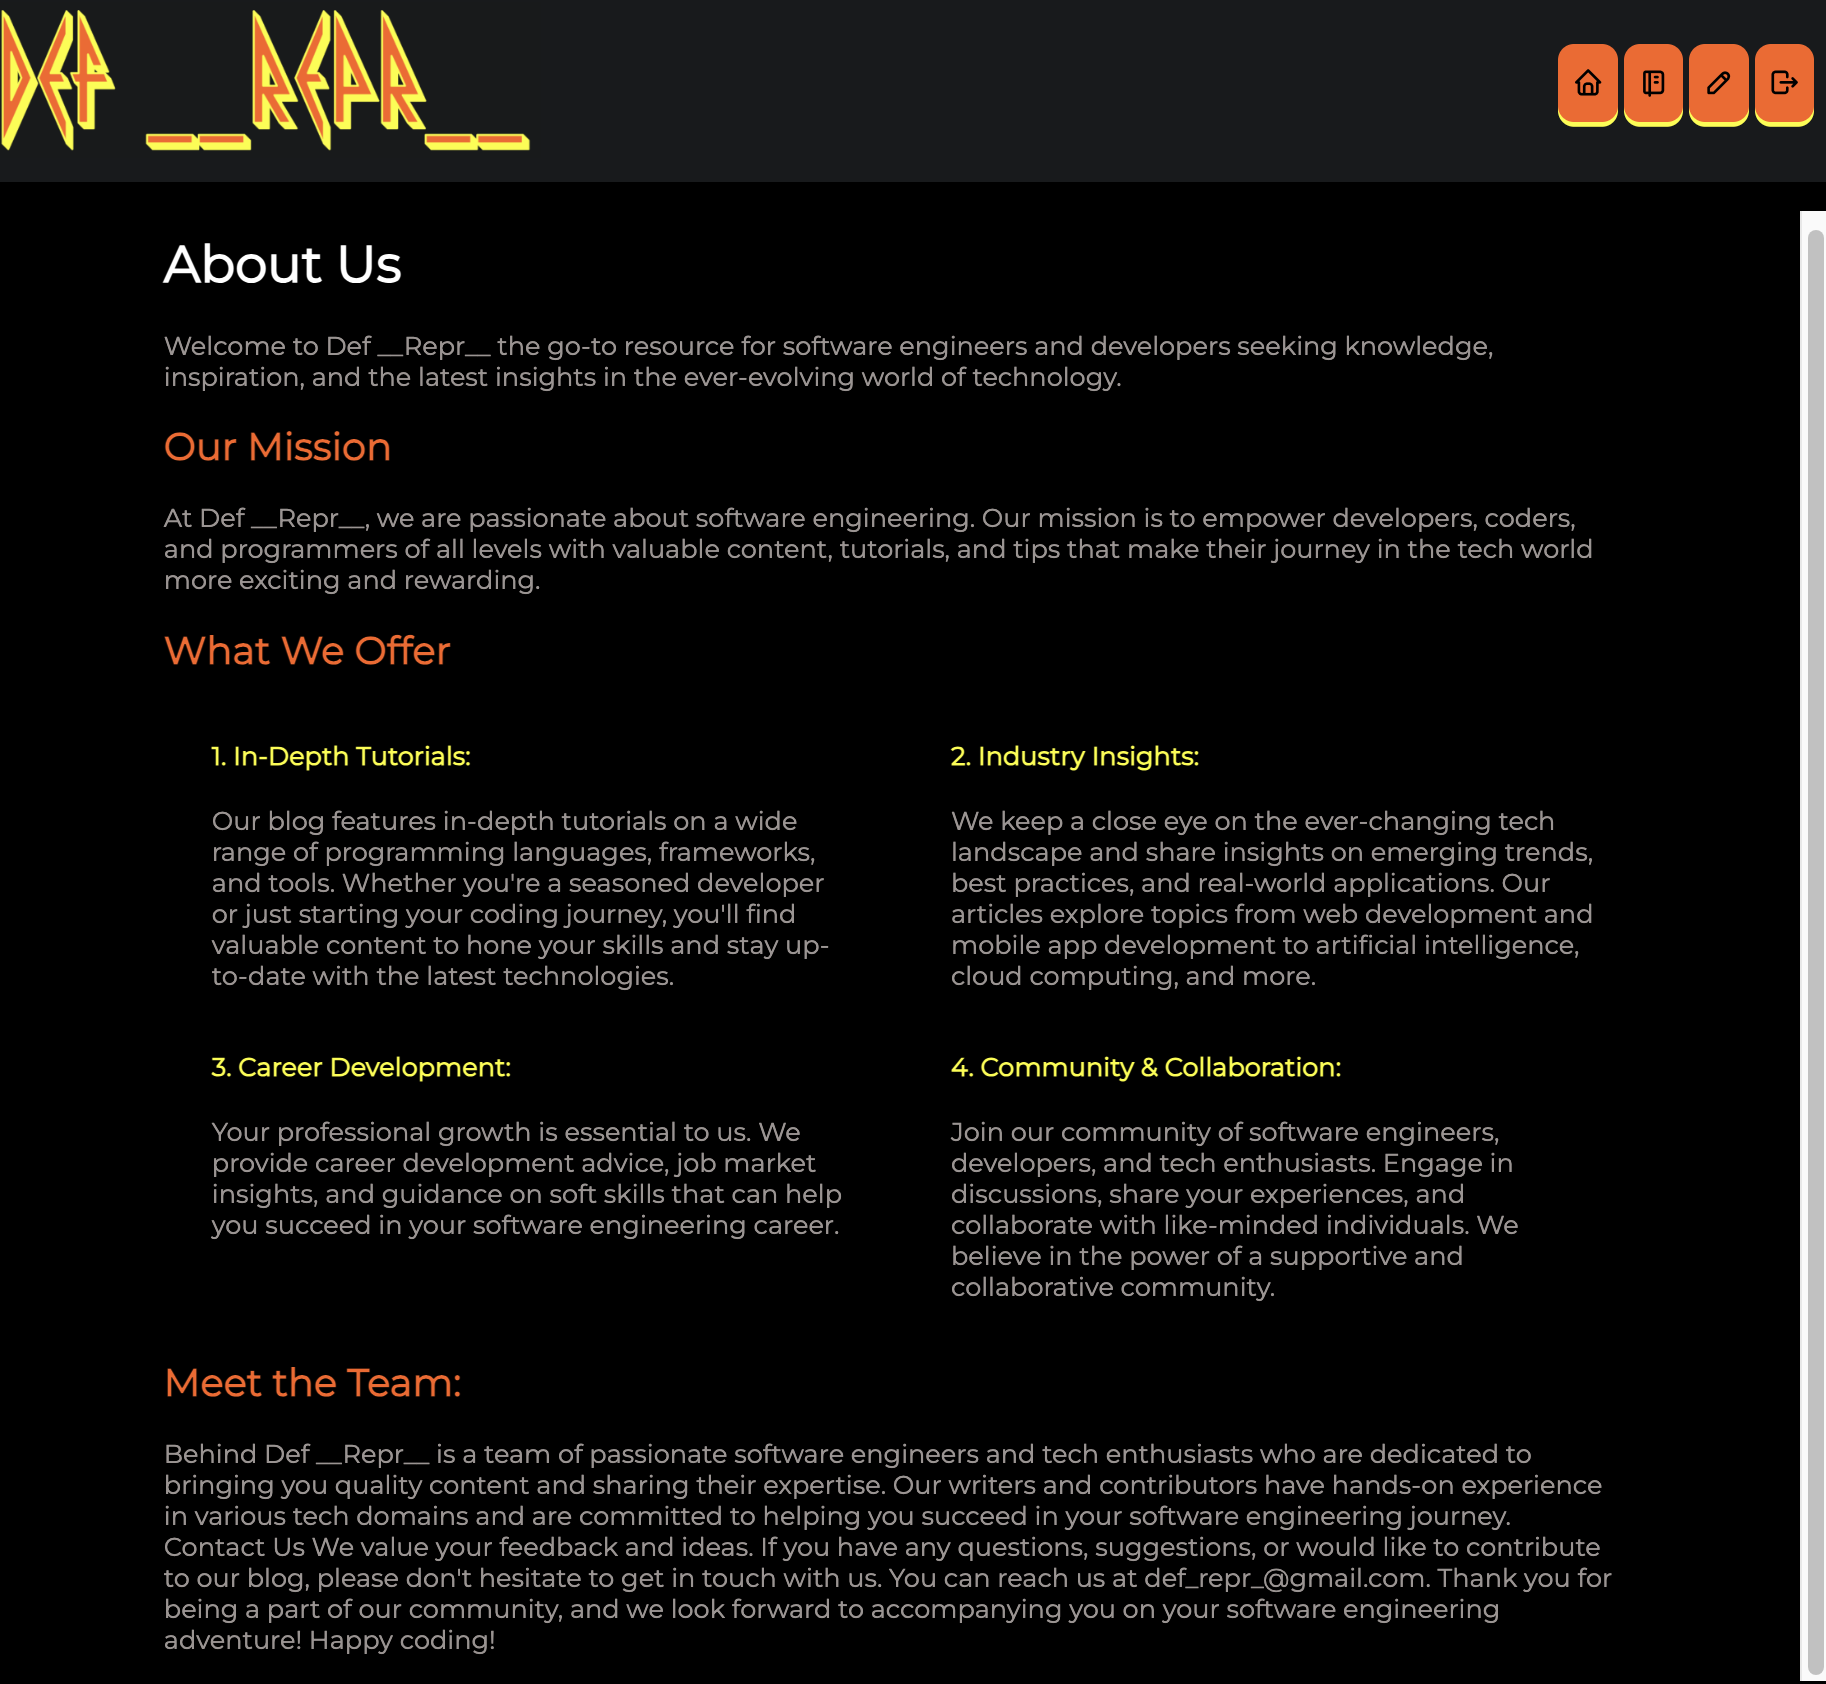 DEF __REPR__
About Us
Welcome to Def __Repr__ the go-to resource for software engineers and developers seeking knowledge,
inspiration, and the latest insights in the ever-evolving world of technology.
Our Mission
At Def __Repr__, we are passionate about software engineering. Our mission is to empower developers, coders,
and programmers of all levels with valuable content, tutorials, and tips that make their journey in the tech world
more exciting and rewarding.
What We Offer
1. In-Depth Tutorials:
Our blog features in-depth tutorials on a wide
range of programming languages, frameworks,
and tools. Whether you're a seasoned developer
or just starting your coding journey, you'll find
valuable content to hone your skills and stay up-
to-date with the latest technologies.
2. Industry Insights:
We keep a close eye on the ever-changing tech
landscape and share insights on emerging trends,
best practices, and real-world applications. Our
articles explore topics from web development and
mobile app development to artificial intelligence,
cloud computing, and more.
3. Career Development:
Your professional growth is essential to us. We
provide career development advice, job market
insights, and guidance on soft skills that can help
you succeed in your software engineering career.
4. Community & Collaboration:
Join our community of software engineers,
developers, and tech enthusiasts. Engage in
discussions, share your experiences, and
collaborate with like-minded individuals. We
believe in the power of a supportive and
collaborative community.
Meet the Team:
Behind Def __Repr__ is a team of passionate software engineers and tech enthusiasts who are dedicated to
bringing you quality content and sharing their expertise. Our writers and contributors have hands-on experience
in various tech domains and are committed to helping you succeed in your software engineering journey.
Contact Us We value your feedback and ideas. If you have any questions, suggestions, or would like to contribute
to our blog, please don't hesitate to get in touch with us. You can reach us at def_repr_@gmail.com. Thank you for
being a part of our community, and we look forward to accompanying you on your software engineering
adventure! Happy coding!